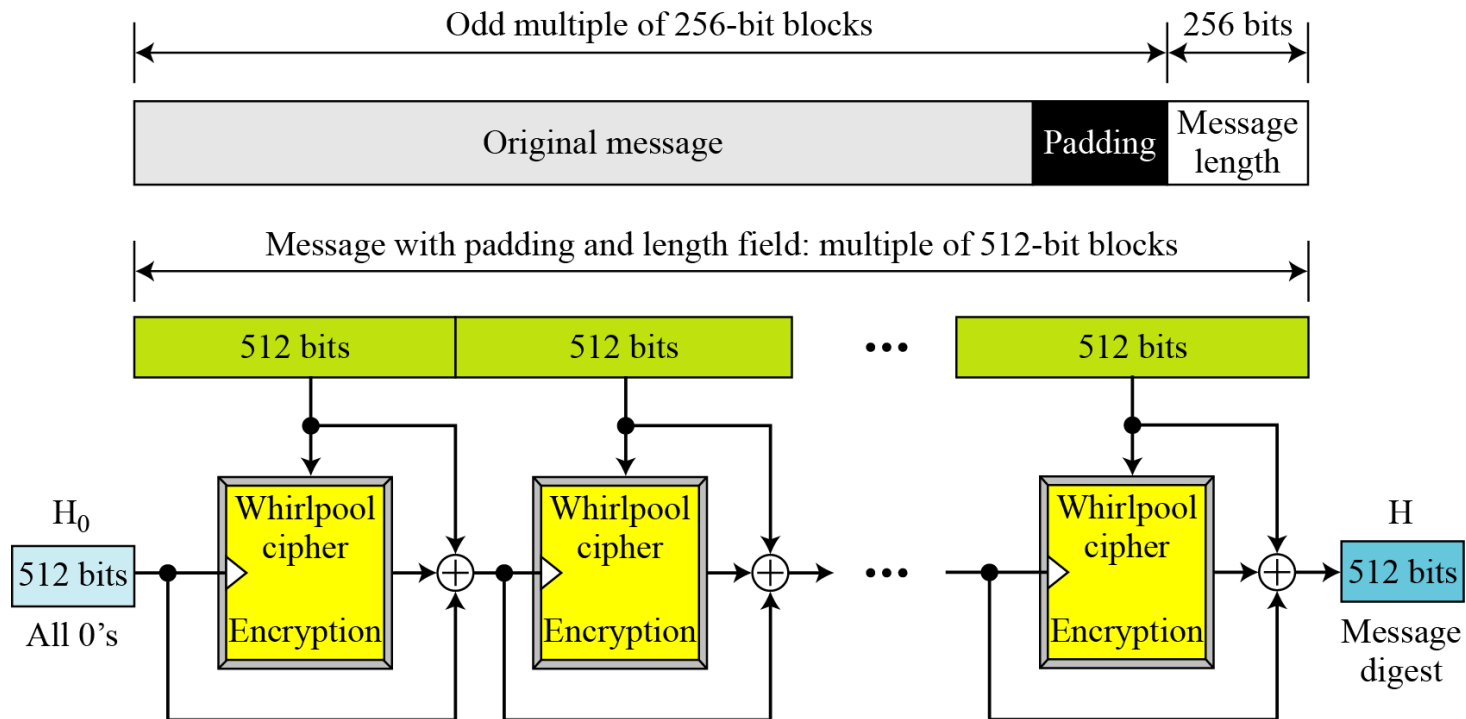 Odd multiple of 256-bit blocks
256 bits
Original message
Padding
Message
length
Message with padding and length field: multiple of 512-bit blocks
512 bits
512 bits
•••
512 bits
H₀
512 bits
All 0’s
Whirlpool
cipher
Encryption
Whirlpool
cipher
Encryption
•••
Whirlpool
cipher
Encryption
H
512 bits
Message
digest